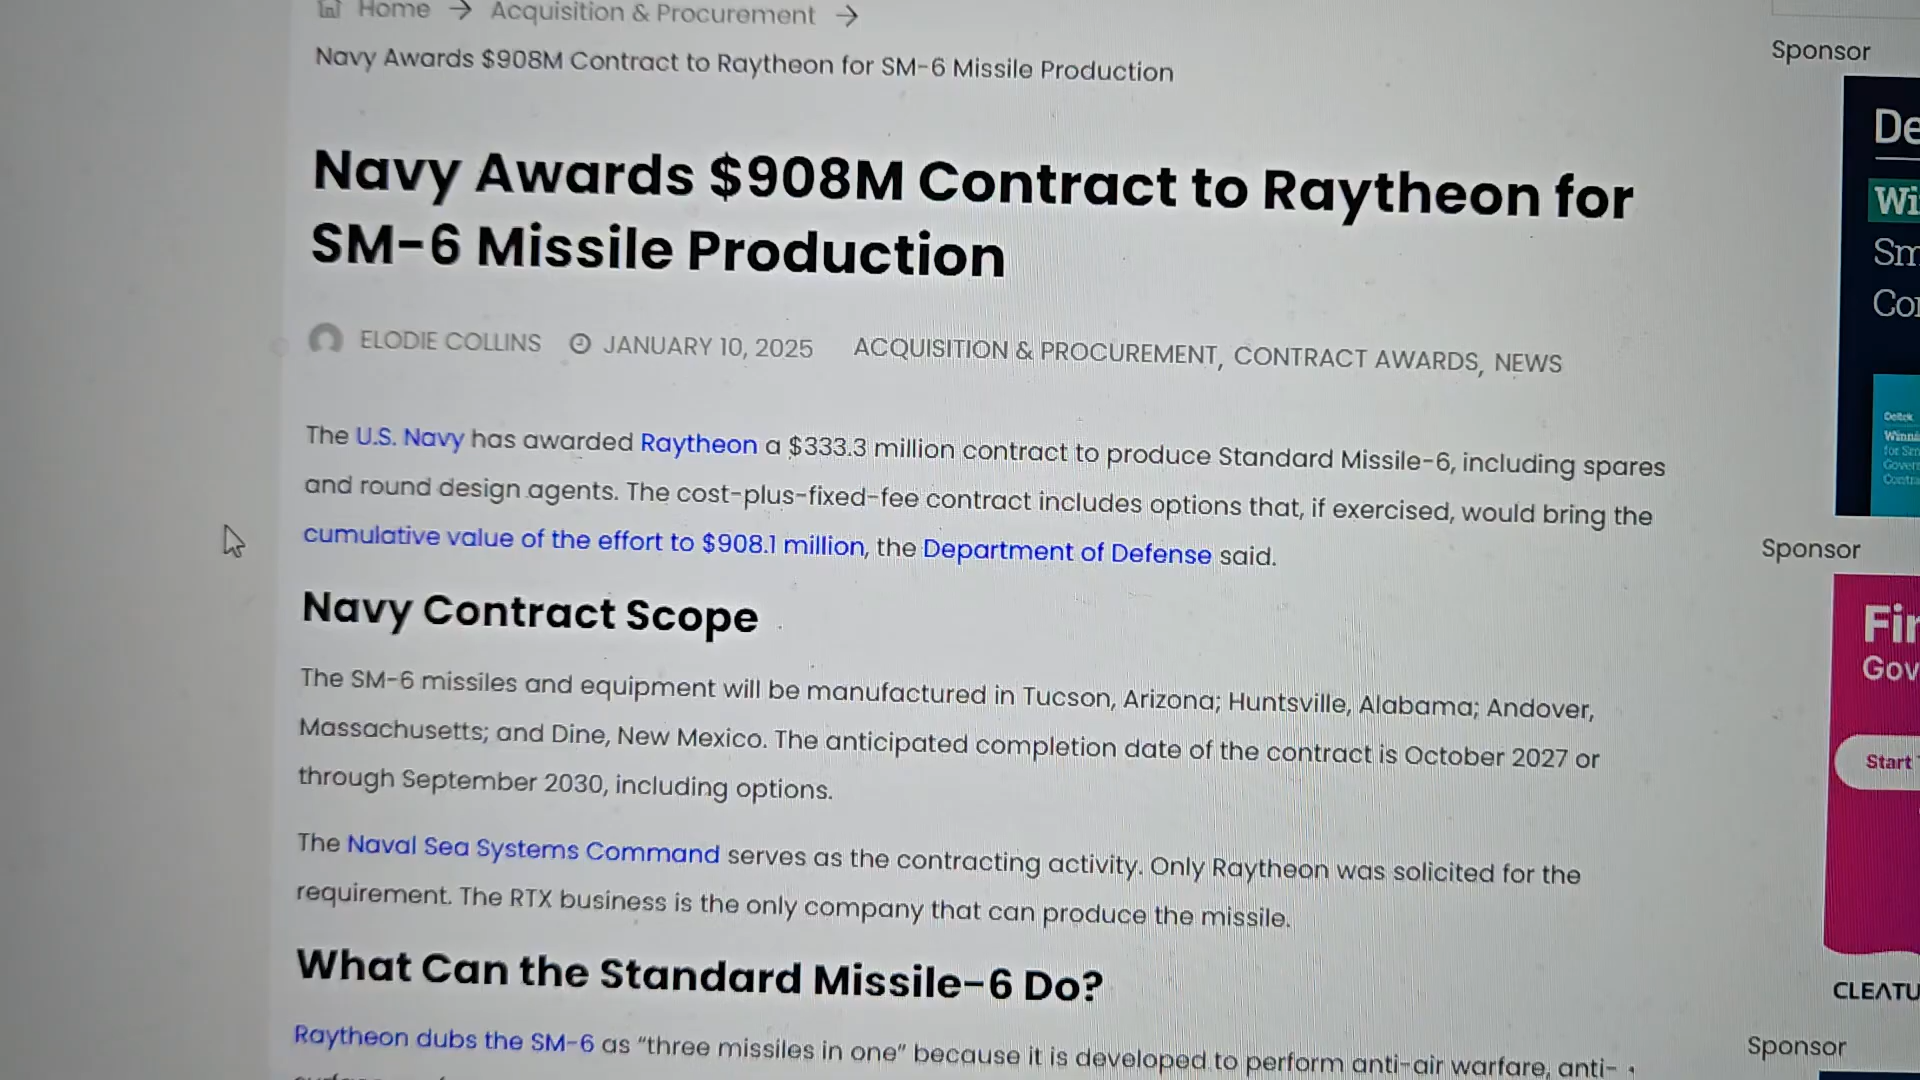 Home → Acquisition & Procurement →
Navy Awards $908M Contract to Raytheon for SM-6 Missile Production
Navy Awards $908M Contract to Raytheon for
SM-6 Missile Production
ELODIE COLLINS JANUARY 10, 2025 ACQUISITION & PROCUREMENT, CONTRACT AWARDS, NEWS
The U.S. Navy has awarded Raytheon a $333.3 million contract to produce Standard Missile-6, including spares
and round design agents. The cost-plus-fixed-fee contract includes options that, if exercised, would bring the
cumulative value of the effort to $908.1 million, the Department of Defense said.
Navy Contract Scope
The SM-6 missiles and equipment will be manufactured in Tucson, Arizona; Huntsville, Alabama; Andover,
Massachusetts; and Dine, New Mexico. The anticipated completion date of the contract is October 2027 or
through September 2030, including options.
The Naval Sea Systems Command serves as the contracting activity. Only Raytheon was solicited for the
requirement. The RTX business is the only company that can produce the missile.
What Can the Standard Missile-6 Do?
Raytheon dubs the SM-6 as “three missiles in one” because it is developed to perform anti-air warfare, anti-
Sponsor
Deltek
Sponsor
Start
Sponsor